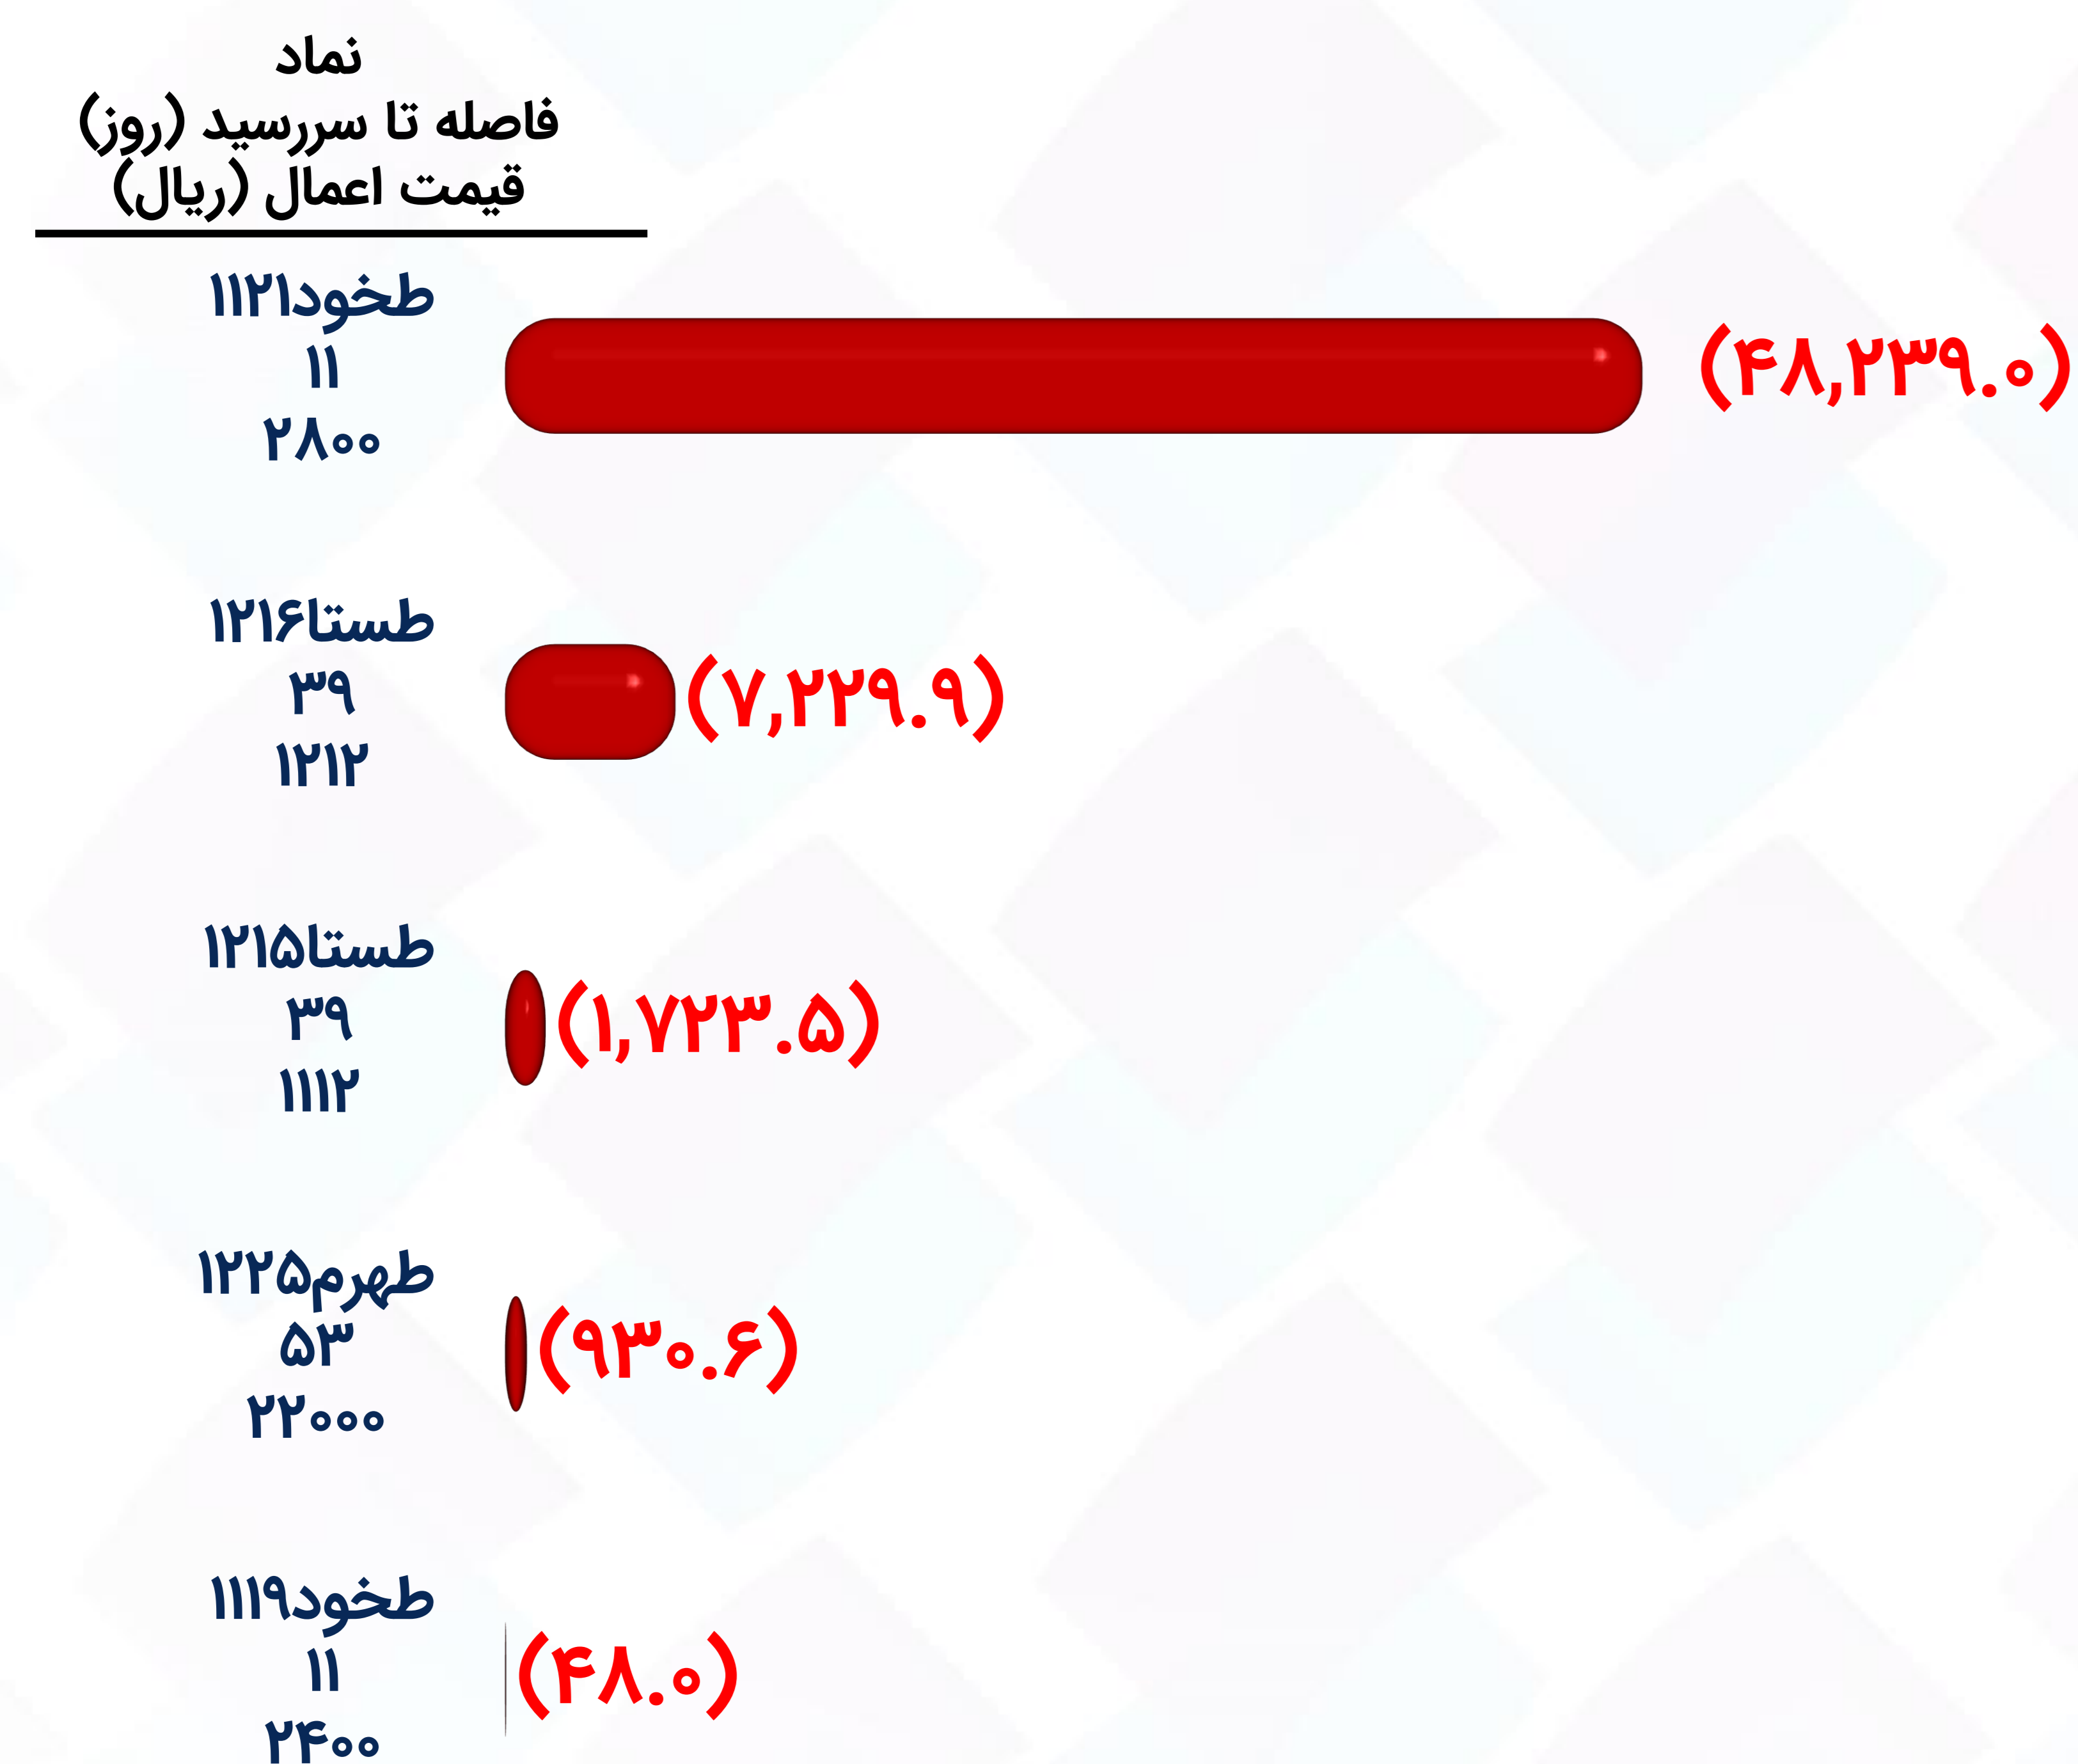 نماد
فاصله تا سررسید (روز)
قیمت اعمال (ریال)
طخود۱۱۲۱
۱۱
۲۸۰۰
(۴۸,۲۳۹.۰)
طستا۱۲۱۶
۳۹
۱۲۱۲
(۷,۲۲۹.۹)
طستا۱۲۱۵
۳۹
۱۱۱۲
(۱,۷۲۳.۵)
طهرم۱۲۲۵
۵۳
۲۲۰۰۰
(۹۳۰.۶)
طخود۱۱۱۹
۱۱
۲۴۰۰
(۴۸.۰)